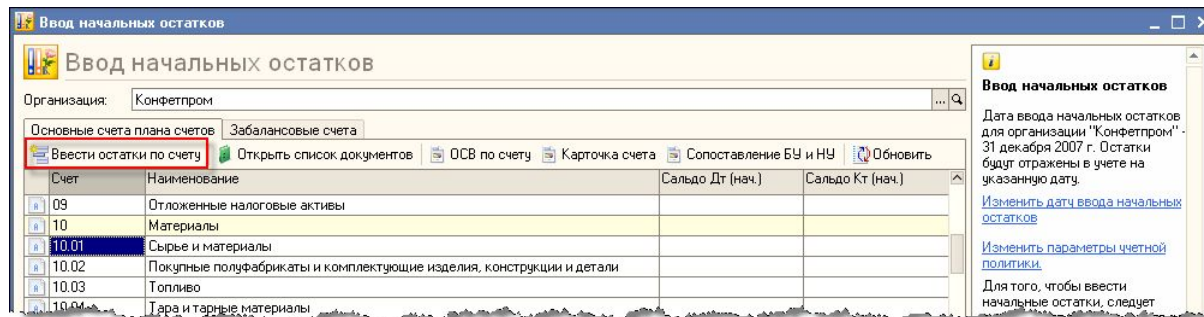 Ввод начальных остатков
Ввод начальных остатков
Организация: Конфетпром ...
Основные счета плана счетов Забалансовые счета
Ввести остатки по счету Открыть список документов ОСВ по счету Карточка счета Сопоставление БУ и НУ Обновить
Счет Наименование Сальдо Дт (нач.) Сальдо Кт (нач.)
09 Отложенные налоговые активы
10 Материалы
10.01 Сырье и материалы
10.02 Покупные полуфабрикаты и комплектующие изделия, конструкции и детали
10.03 Топливо
10.04 Тара и тарные материалы
Ввод начальных остатков
Дата ввода начальных остатков
для организации "Конфетпром" -
31 декабря 2007 г. Остатки
будут отражены в учете на
указанную дату.
Изменить дату ввода начальных
остатков
Изменить параметры учетной
политики.
Для того, чтобы ввести
начальные остатки, следует